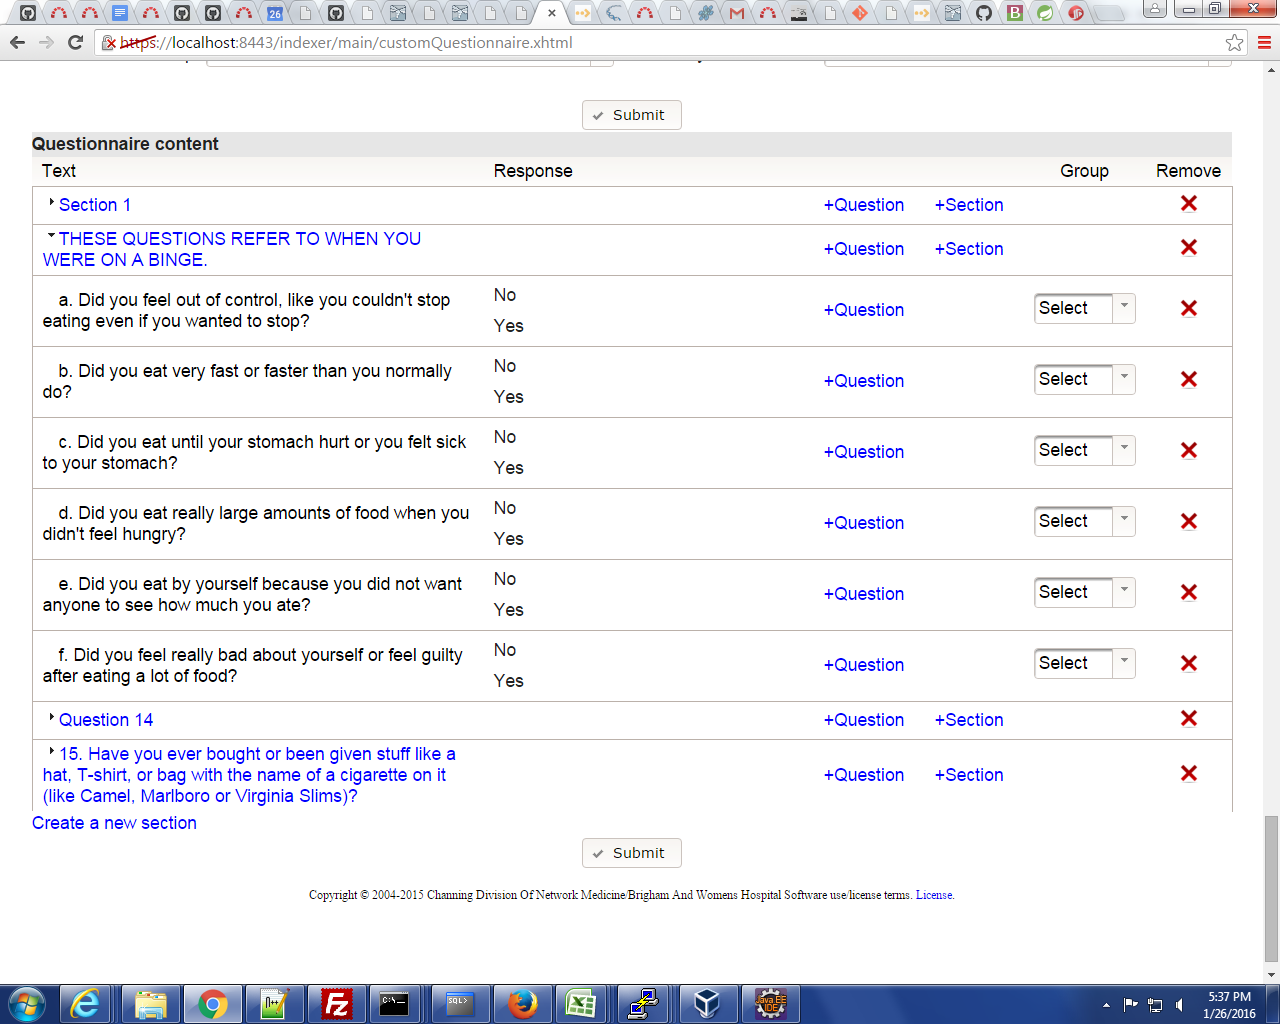 26
https://localhost:8443/indexer/main/customQuestionnaire.xhtml
Submit
Questionnaire content
Text Response Group Remove
Section 1 +Question +Section
THESE QUESTIONS REFER TO WHEN YOU
WERE ON A BINGE.
+Question +Section
a. Did you feel out of control, like you couldn't stop
eating even if you wanted to stop?
No
Yes
+Question
Select
b. Did you eat very fast or faster than you normally
do?
No
Yes
+Question
Select
c. Did you eat until your stomach hurt or you felt sick
to your stomach?
No
Yes
+Question
Select
d. Did you eat really large amounts of food when you
didn't feel hungry?
No
Yes
+Question
Select
e. Did you eat by yourself because you did not want
anyone to see how much you ate?
No
Yes
+Question
Select
f. Did you feel really bad about yourself or feel guilty
after eating a lot of food?
No
Yes
+Question
Select
Question 14 +Question +Section
15. Have you ever bought or been given stuff like a
hat, T-shirt, or bag with the name of a cigarette on it
(like Camel, Marlboro or Virginia Slims)?
+Question +Section
Create a new section
Submit
Copyright © 2004-2015 Channing Division Of Network Medicine/Brigham And Womens Hospital Software use/license terms. License.
5:37 PM
1/26/2016